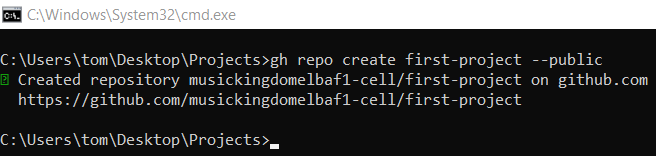 C:\Windows\System32\cmd.exe
C:\Users\tom\Desktop\Projects>gh repo create first-project --public
Created repository musickingdomelbaf1-cell/first-project on github.com
https://github.com/musickingdomelbaf1-cell/first-project
C:\Users\tom\Desktop\Projects>